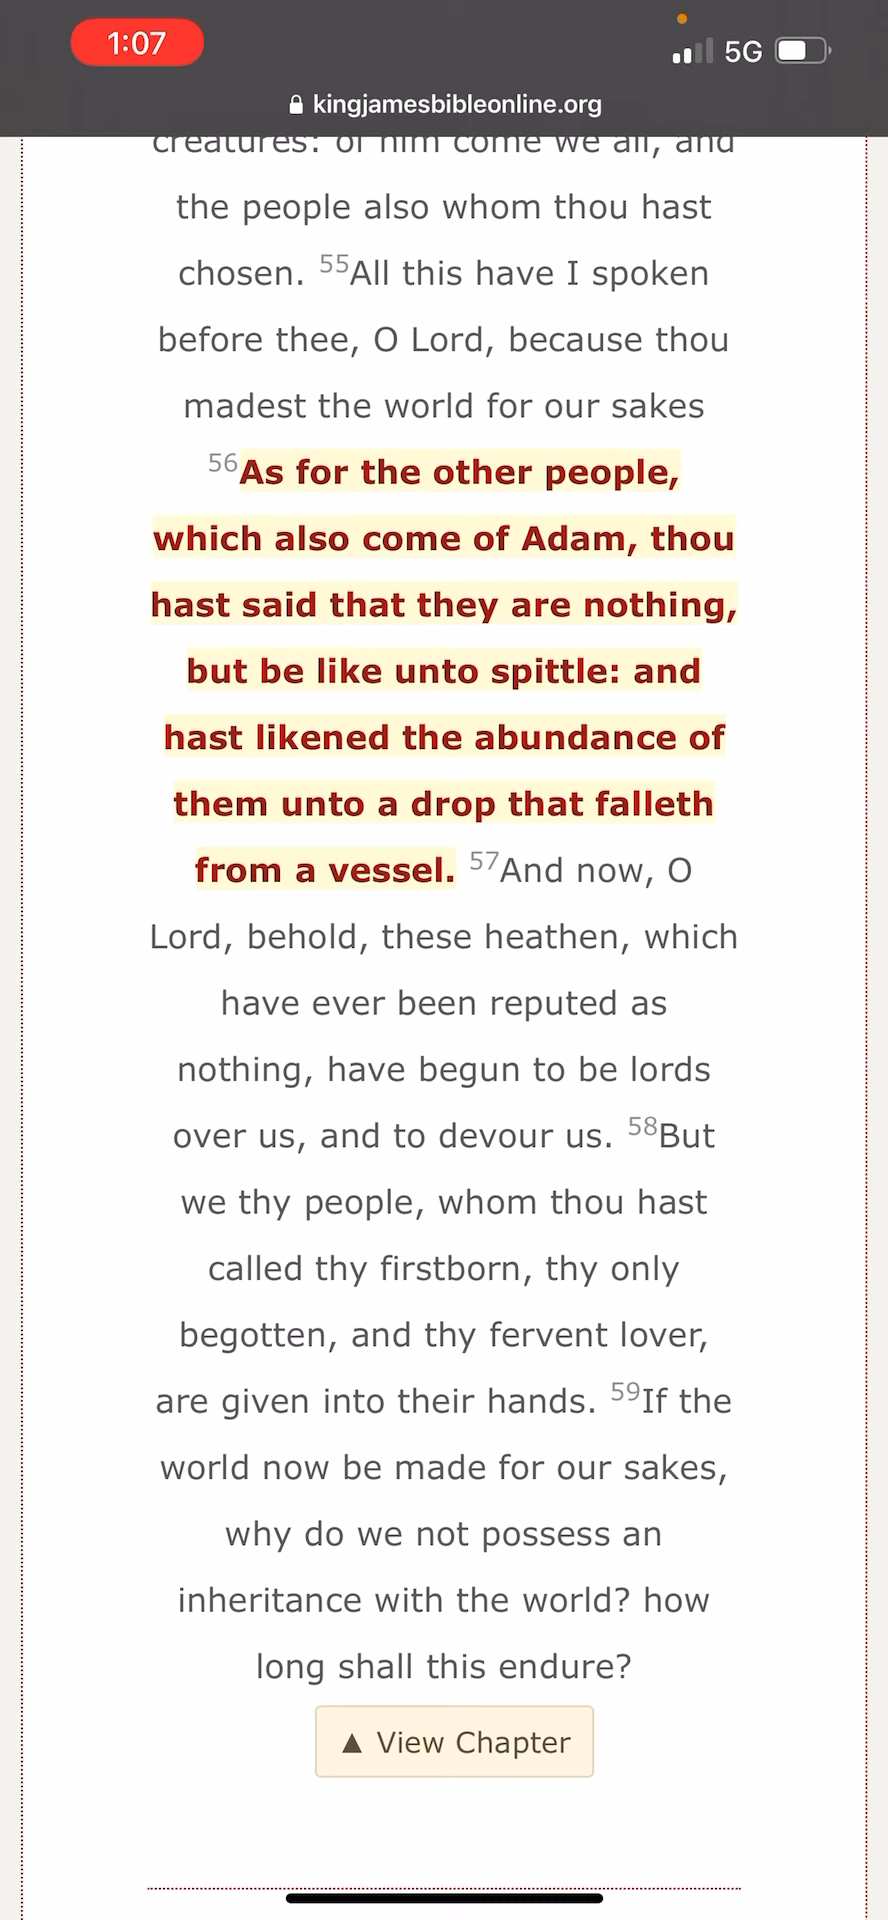 1:07
5G
kingjamesbibleonline.org
creatures: of him come we all, and
the people also whom thou hast
chosen. 55All this have I spoken
before thee, O Lord, because thou
madest the world for our sakes
56As for the other people,
which also come of Adam, thou
hast said that they are nothing,
but be like unto spittle: and
hast likened the abundance of
them unto a drop that falleth
from a vessel. 57And now, O
Lord, behold, these heathen, which
have ever been reputed as
nothing, have begun to be lords
over us, and to devour us. 58But
we thy people, whom thou hast
called thy firstborn, thy only
begotten, and thy fervent lover,
are given into their hands. 59If the
world now be made for our sakes,
why do we not possess an
inheritance with the world? how
long shall this endure?
▲ View Chapter